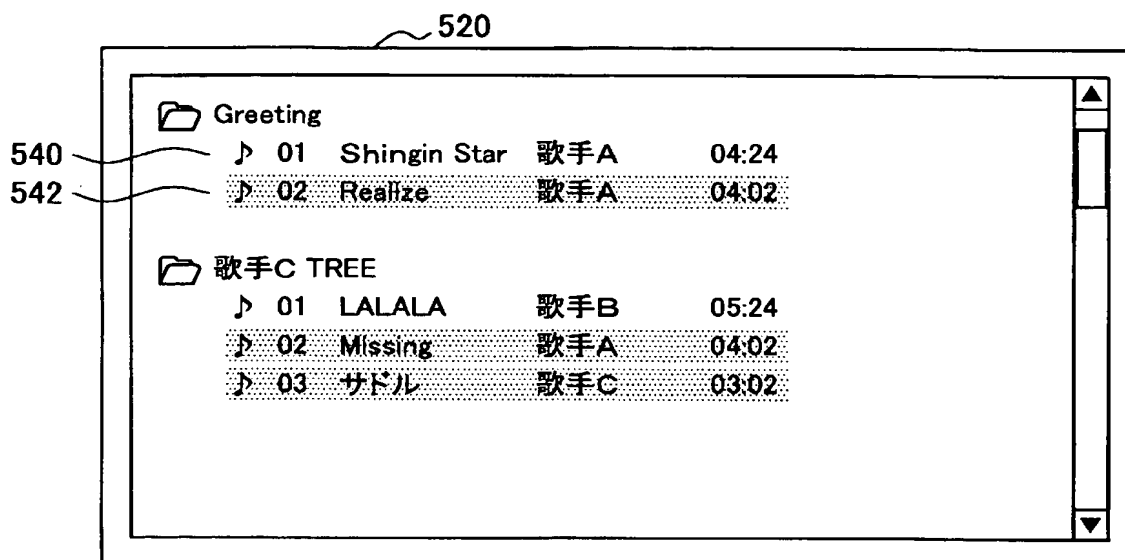 520
Greeting
540 ♪ 01 Shingin Star 歌手A 04:24
542 ♪ 02 Realize 歌手A 04:02
歌手C TREE
♪ 01 LALALA 歌手B 05:24
♪ 02 Missing 歌手A 04:02
♪ 03 サドル 歌手C 03:02